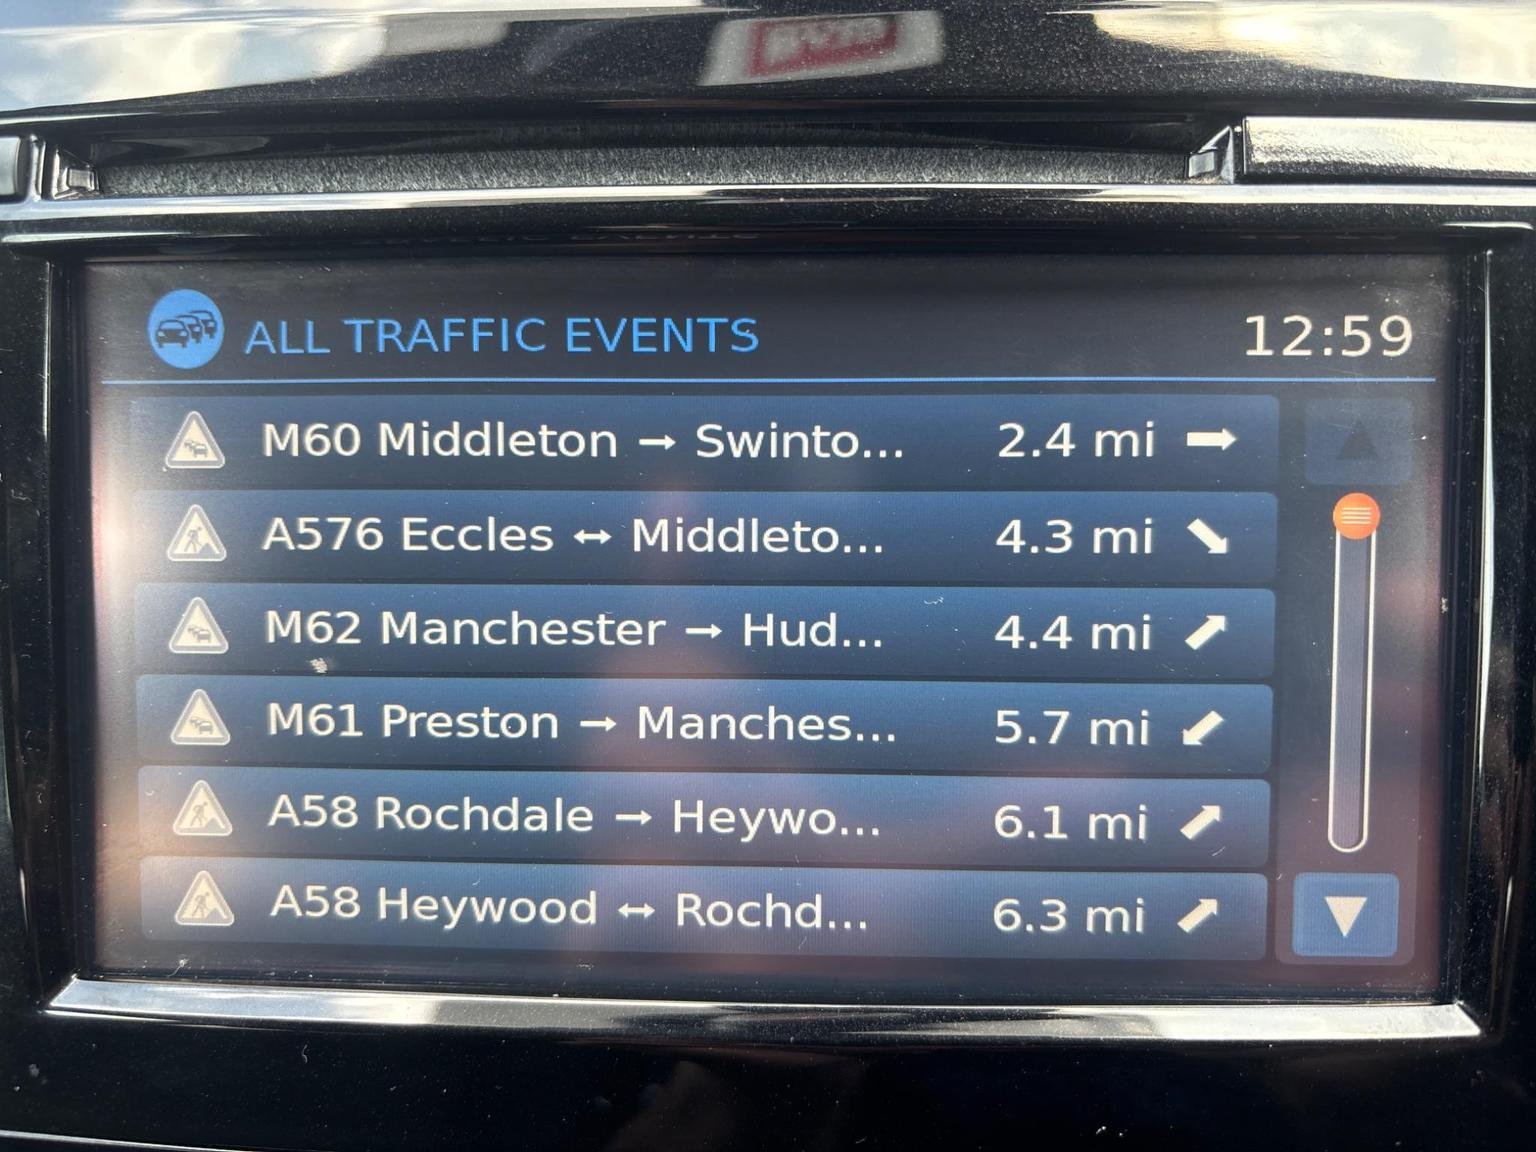 ALL TRAFFIC EVENTS 12:59
M60 Middleton → Swinto... 2.4 mi →
A576 Eccles ↔ Middleto... 4.3 mi ↘
M62 Manchester → Hud... 4.4 mi ↗
M61 Preston → Manches... 5.7 mi ↙
A58 Rochdale → Heywo... 6.1 mi ↗
A58 Heywood ↔ Rochd... 6.3 mi ↗